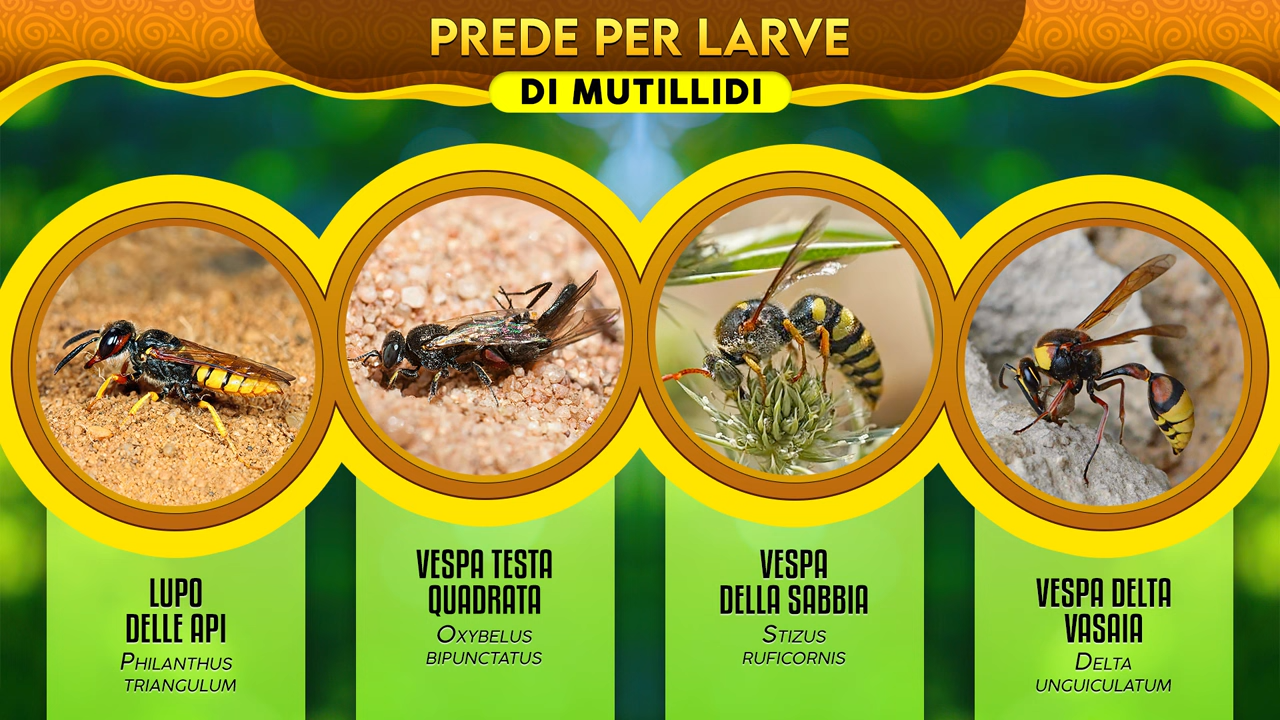 PREDE PER LARVE
DI MUTILLIDI
LUPO
DELLE API
PHILANTHUS
TRIANGULUM
VESPA TESTA
QUADRATA
OXYBELUS
BIPUNCTATUS
VESPA
DELLA SABBIA
STIZUS
RUFICORNIS
VESPA DELTA
VASAIA
DELTA
UNGUICULATUM